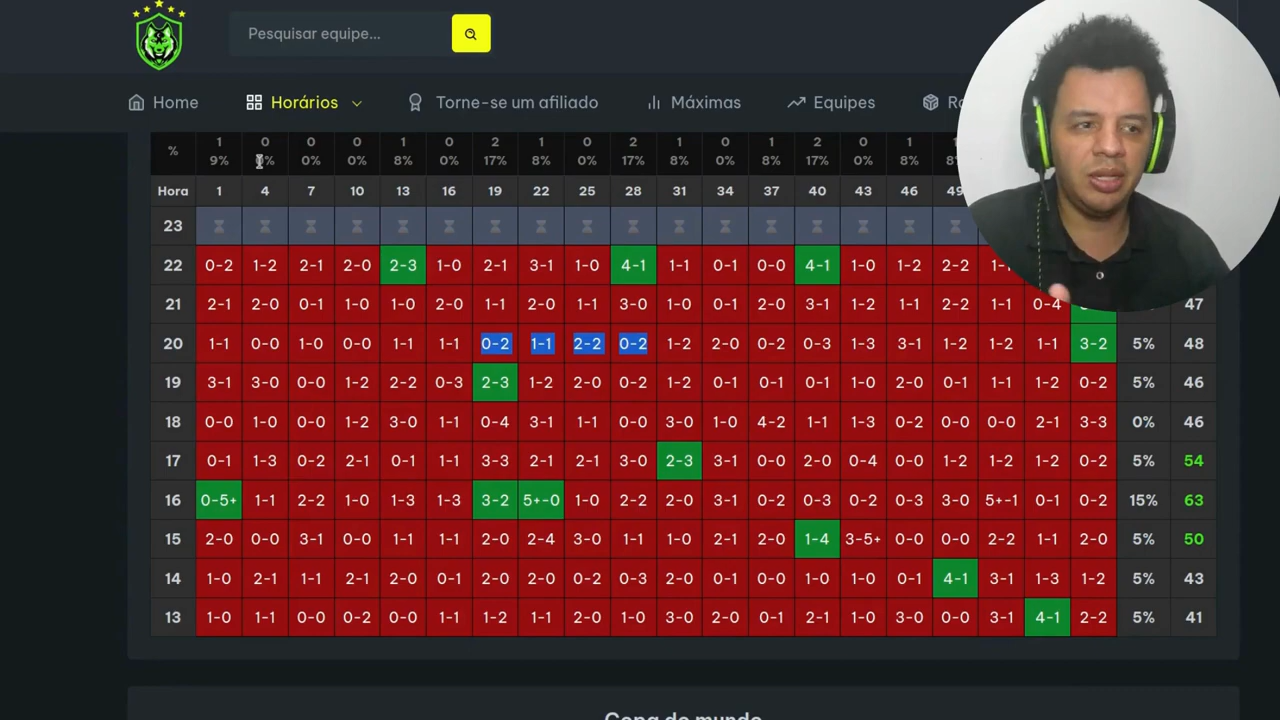 Pesquisar equipe...
Home Horários Torne-se um afiliado Máximas Equipes
% 1 0 0 0 1 0 2 1 0 2 1 0 1 2 0 1 1
9% 0% 0% 8% 0% 17% 8% 0% 17% 8% 0% 8% 17% 0% 8% 8%
Hora 1 4 7 10 13 16 19 22 25 28 31 34 37 40 43 46 49
23
22 0-2 1-2 2-1 2-0 2-3 1-0 2-1 3-1 1-0 4-1 1-1 0-1 0-0 4-1 1-0 1-2 2-2
21 2-1 2-0 0-1 1-0 1-0 2-0 1-1 2-0 1-1 3-0 1-0 0-1 2-0 3-1 1-2 1-1 2-2 1-1 0-4 47
20 1-1 0-0 1-0 0-0 1-1 1-1 0-2 1-1 2-2 0-2 1-2 2-0 0-2 0-3 1-3 3-1 1-2 1-2 1-1 3-2 5% 48
19 3-1 3-0 0-0 1-2 2-2 0-3 2-3 1-2 2-0 0-2 1-2 0-1 0-1 0-1 1-0 2-0 0-1 1-1 1-2 0-2 5% 46
18 0-0 1-0 0-0 1-2 3-0 1-1 0-4 3-1 1-1 0-0 3-0 1-0 4-2 1-1 1-3 0-2 0-0 0-0 2-1 3-3 0% 46
17 0-1 1-3 0-2 2-1 0-1 1-1 3-3 2-1 2-1 3-0 2-3 3-1 0-0 2-0 0-4 0-0 1-2 1-2 1-2 0-2 5% 54
16 0-5+ 1-1 2-2 1-0 1-3 1-3 3-2 5+-0 1-0 2-2 2-0 3-1 0-2 0-3 0-2 0-3 3-0 5+-1 0-1 0-2 15% 63
15 2-0 0-0 3-1 0-0 1-1 1-1 2-0 2-4 3-0 1-1 1-0 2-1 2-0 1-4 3-5+ 0-0 0-0 2-2 1-1 2-0 5% 50
14 1-0 2-1 1-1 2-1 2-0 0-1 2-0 2-0 0-2 0-3 2-0 0-1 0-0 1-0 1-0 0-1 4-1 3-1 1-3 1-2 5% 43
13 1-0 1-1 0-0 0-2 0-0 1-1 1-2 1-1 2-0 1-0 3-0 2-0 0-1 2-1 1-0 3-0 0-0 3-1 4-1 2-2 5% 41
Copa do mundo